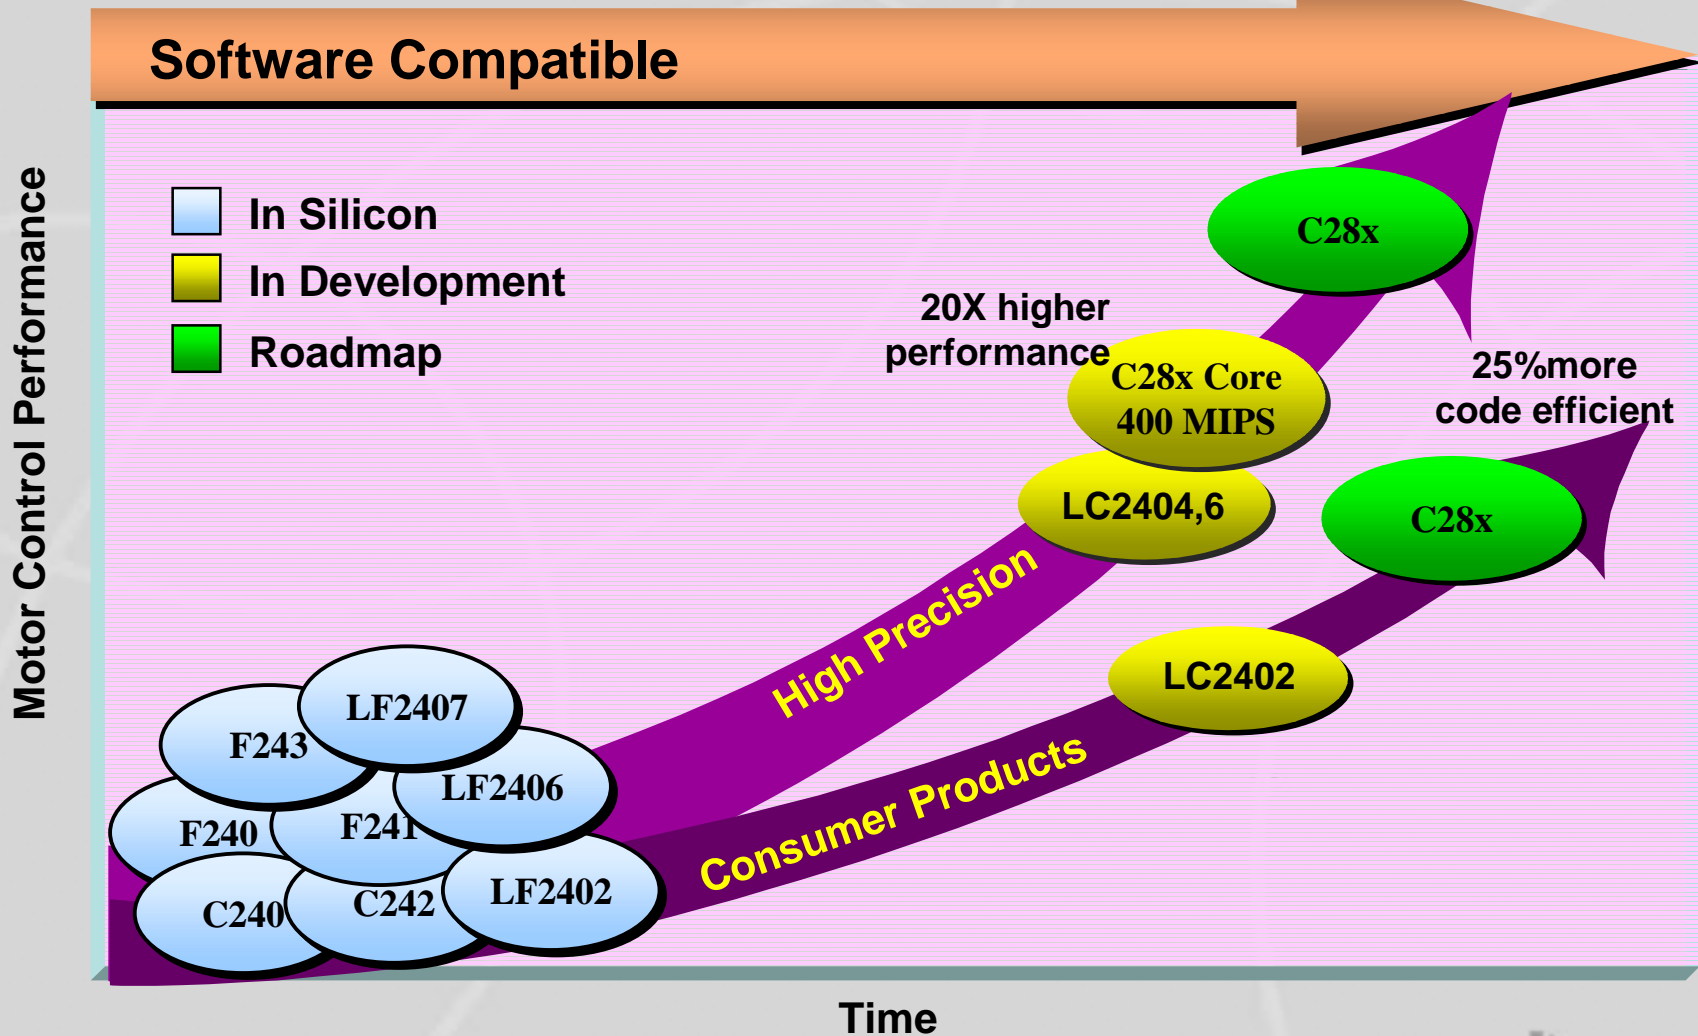 Software Compatible
Motor Control Performance
In Silicon
In Development
Roadmap
C28x
20X higher
performance
C28x Core
400 MIPS
25%more
code efficient
LC2404,6
C28x
High Precision
LC2402
Consumer Products
LF2407
F243
LF2406
F240
F241
LF2402
C240
C242
Time